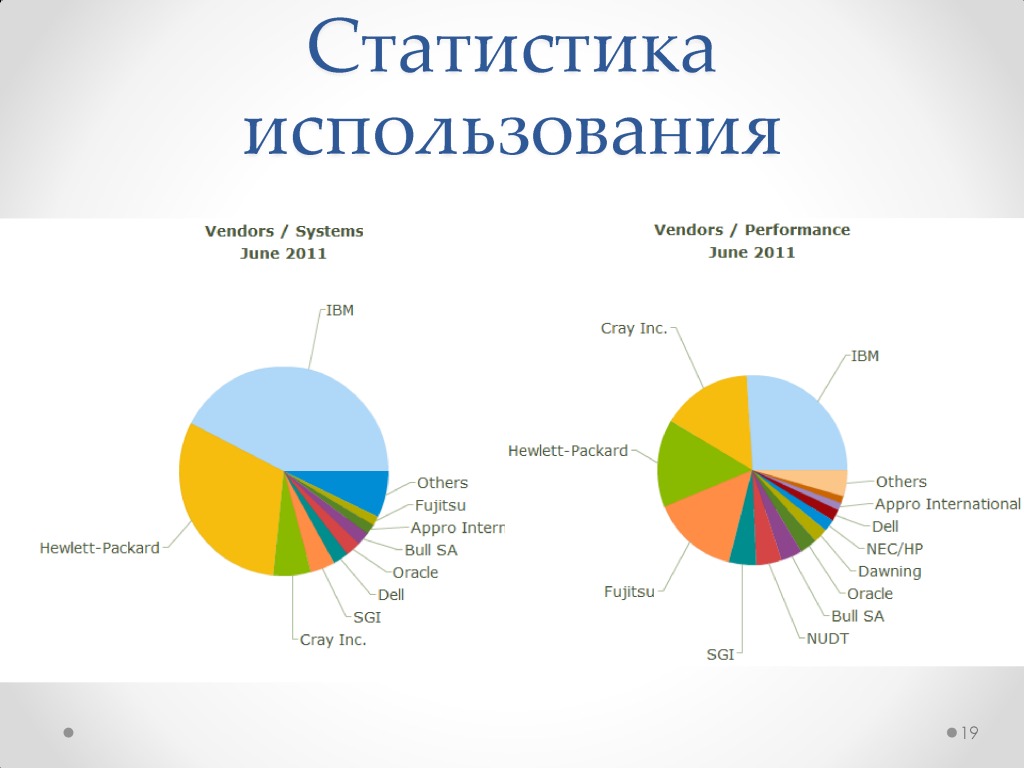 Статистика
использования
Vendors / Systems
June 2011
IBM
Others
Fujitsu
Appro Intern
Bull SA
Oracle
Dell
SGI
Cray Inc.
Hewlett-Packard
Vendors / Performance
June 2011
Cray Inc.
IBM
Hewlett-Packard
Others
Appro International
Dell
NEC/HP
Dawning
Oracle
Bull SA
NUDT
SGI
Fujitsu
19